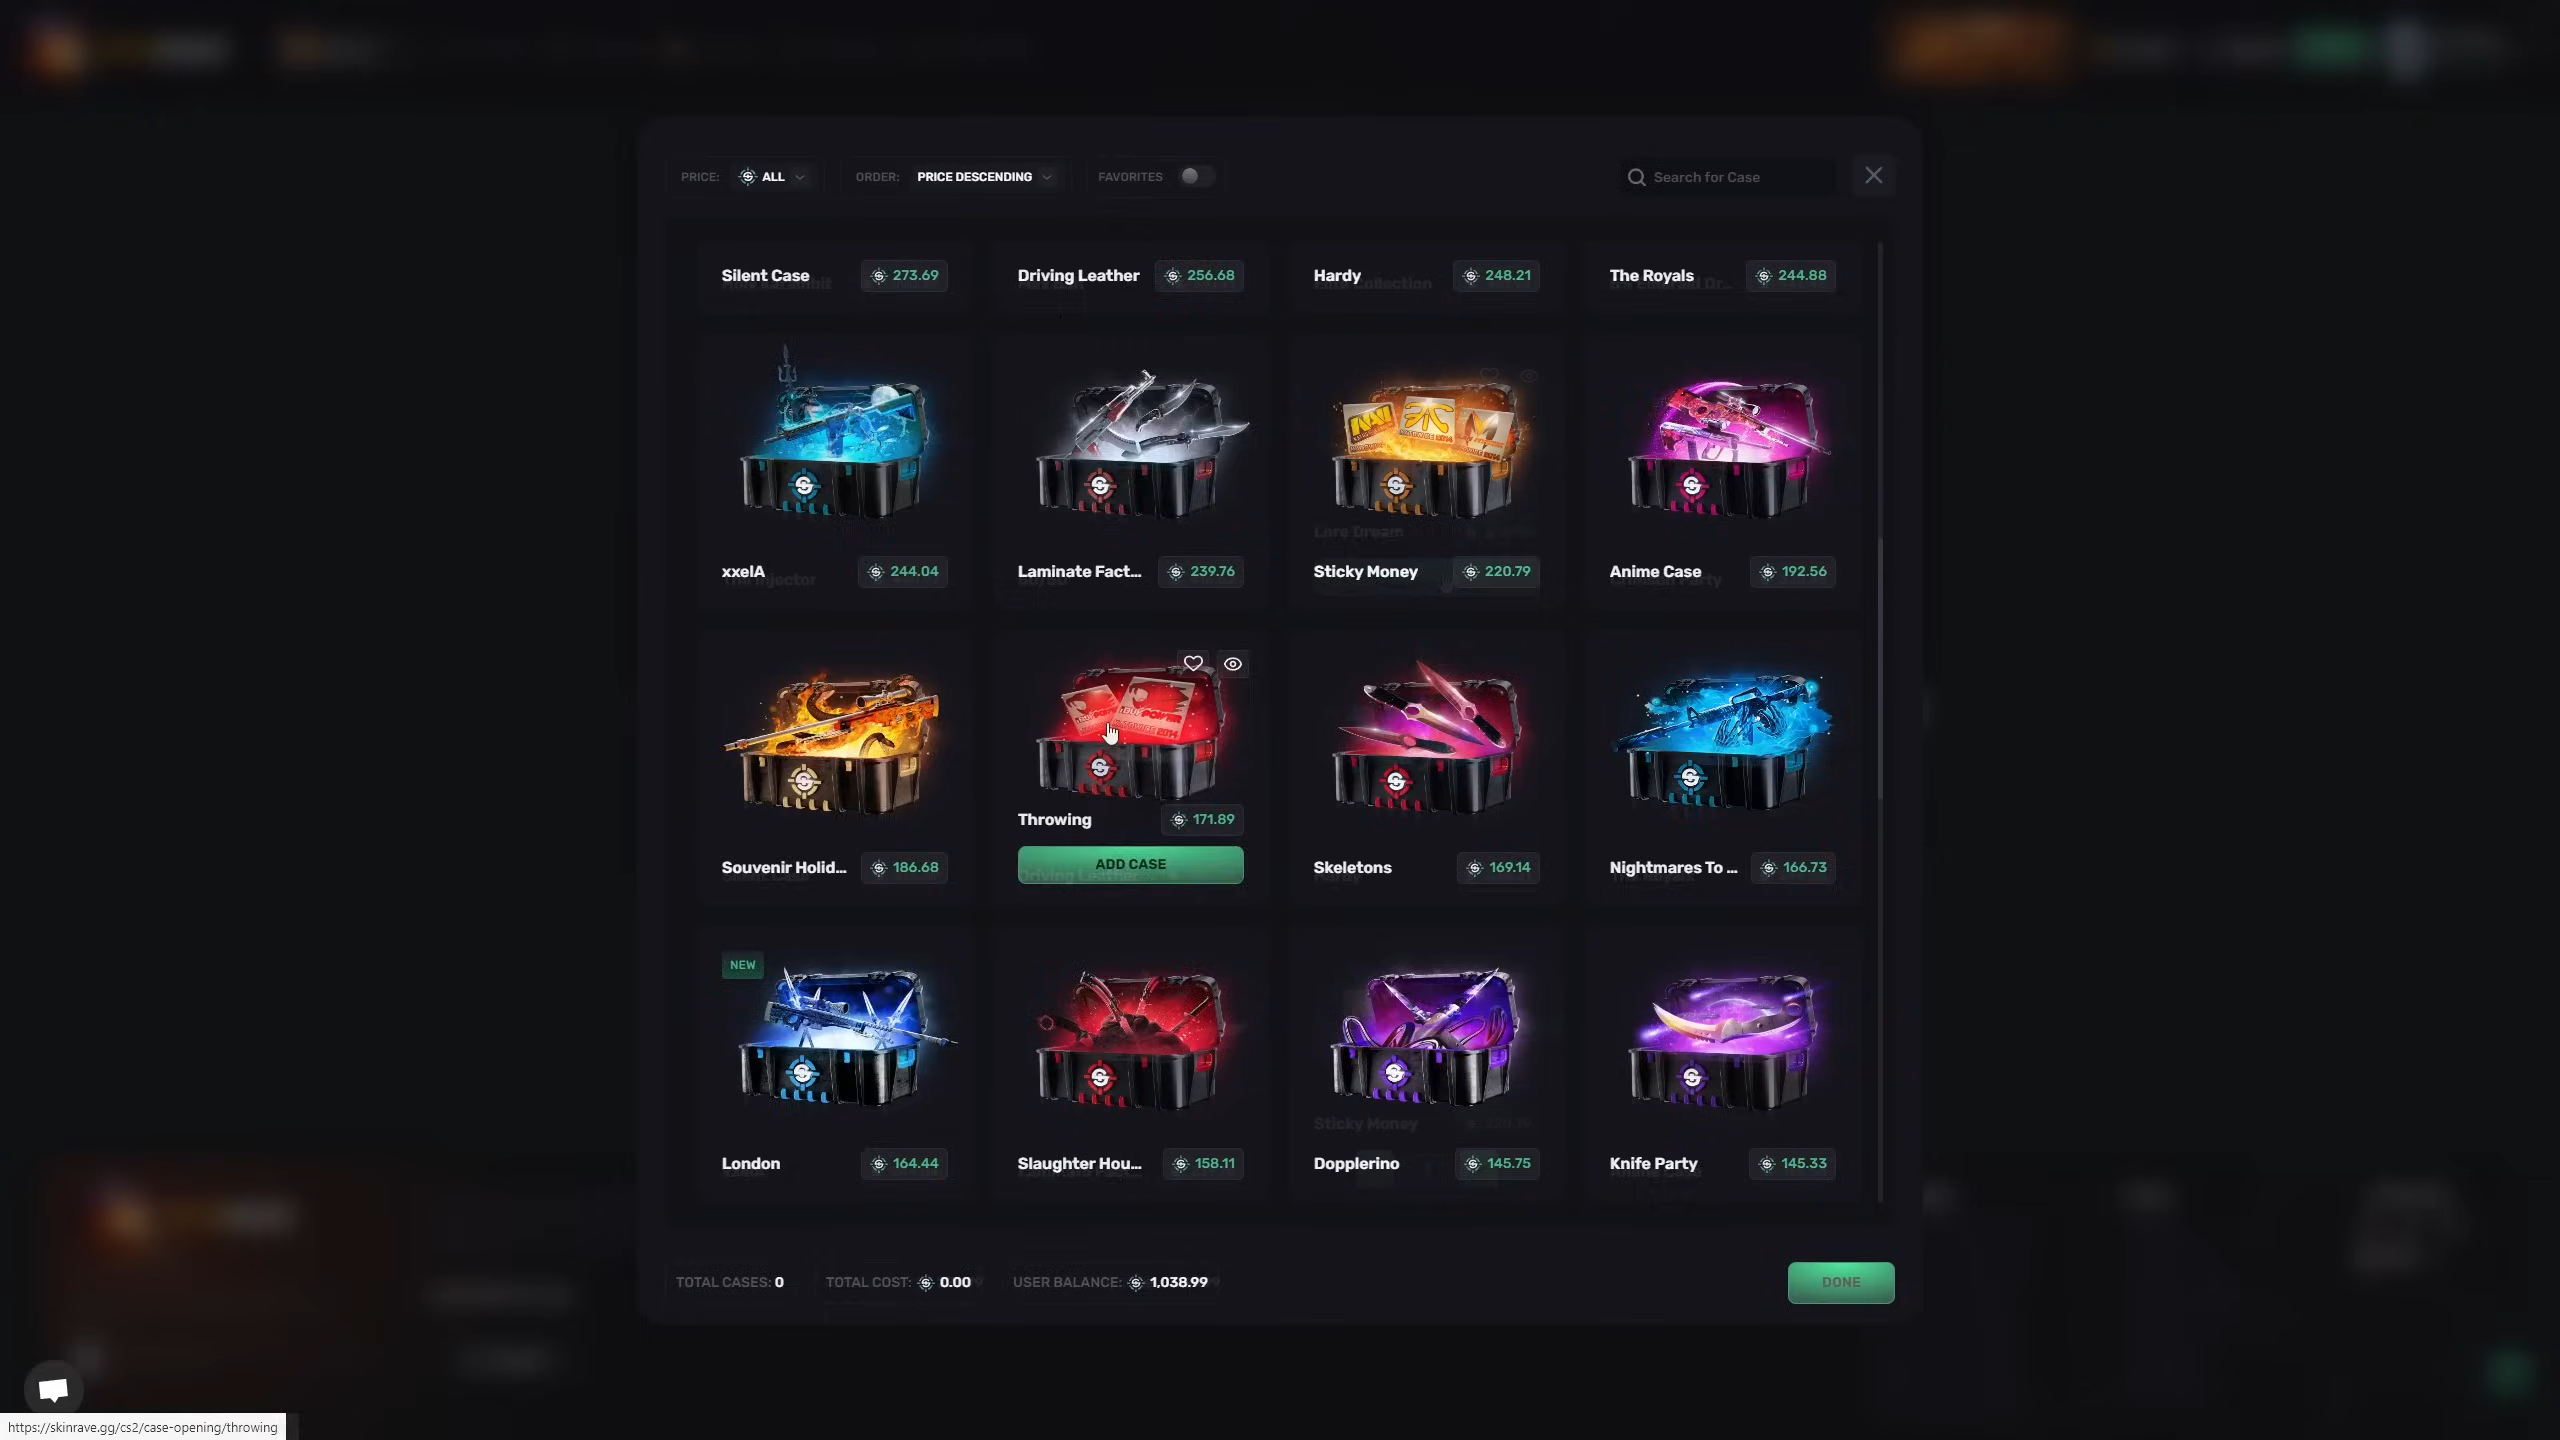 PRICE: ALL ORDER: PRICE DESCENDING FAVORITES Search for Case
Silent Case 273.69 Driving Leather 256.68 Hardy 248.21 The Royals 244.88
xxelA 244.04 Laminate Fact... 239.76 Sticky Money 220.79 Anime Case 192.56
Throwing 171.89
ADD CASE
Souvenir Holid... 186.68 Skeletons 169.14 Nightmares To ... 166.73
NEW
London 164.44 Slaughter Hou... 158.11 Dopplerino 145.75 Knife Party 145.33
TOTAL CASES: 0 TOTAL COST: 0.00 USER BALANCE: 1,038.99 DONE
https://skinrave.gg/cs2/case-opening/throwing